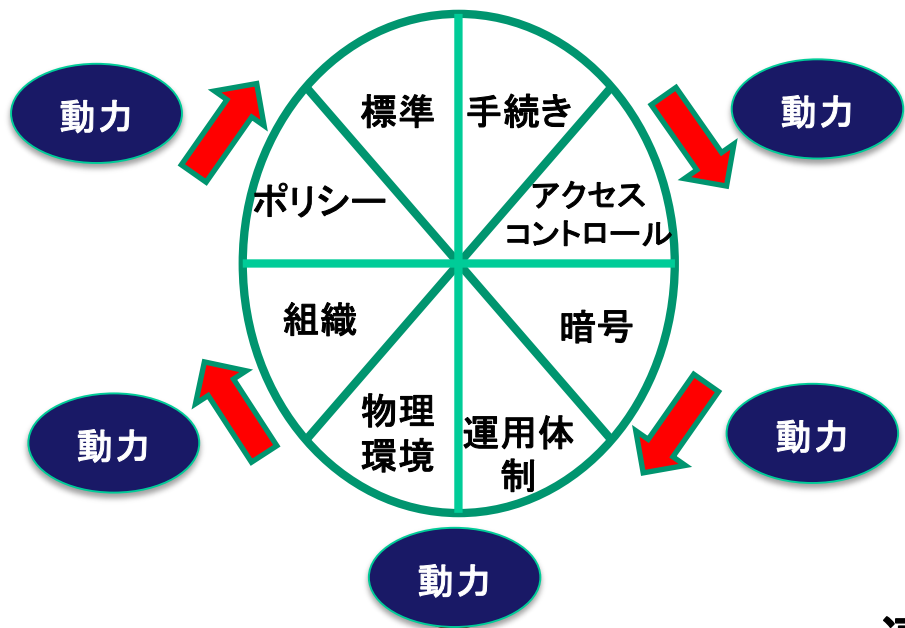 動力
動力
標準
手続き
ポリシー
アクセス
コントロール
組織
暗号
物理
環境
運用体
制
動力
動力
動力